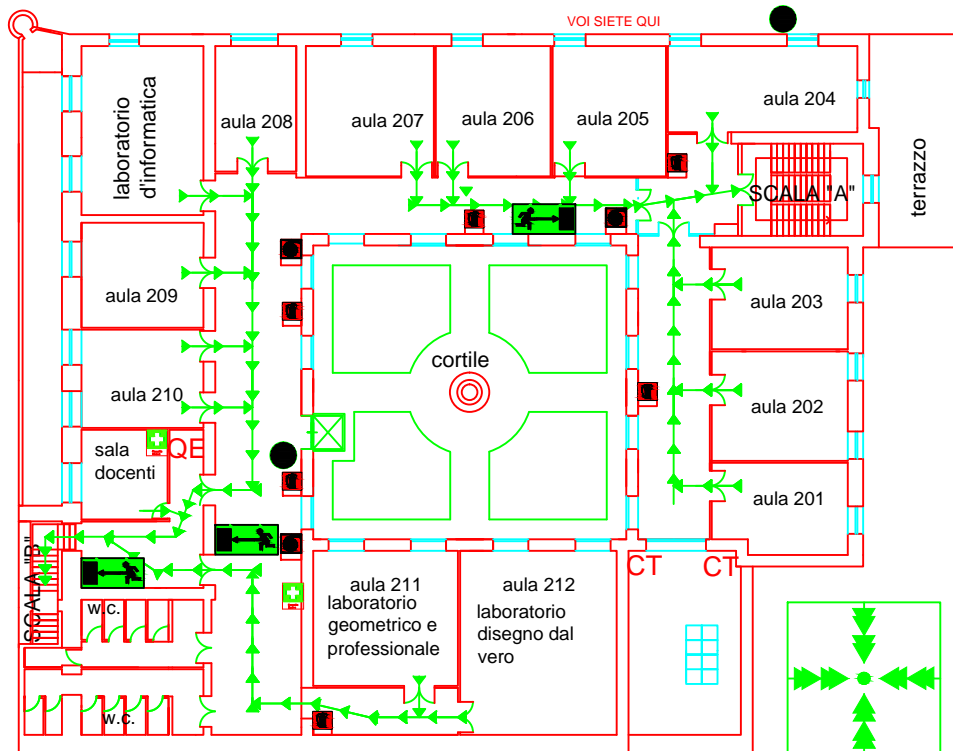 VOI SIETE QUI
laboratorio
d'informatica
aula 208
aula 207
aula 206
aula 205
aula 204
SCALA "A"
terrazzo
aula 209
aula 203
cortile
aula 210
aula 202
QE
sala
docenti
aula 201
SCALA "B"
CT
CT
aula 211
laboratorio
geometrico e
professionale
aula 212
laboratorio
disegno dal
vero
w.c.
w.c.